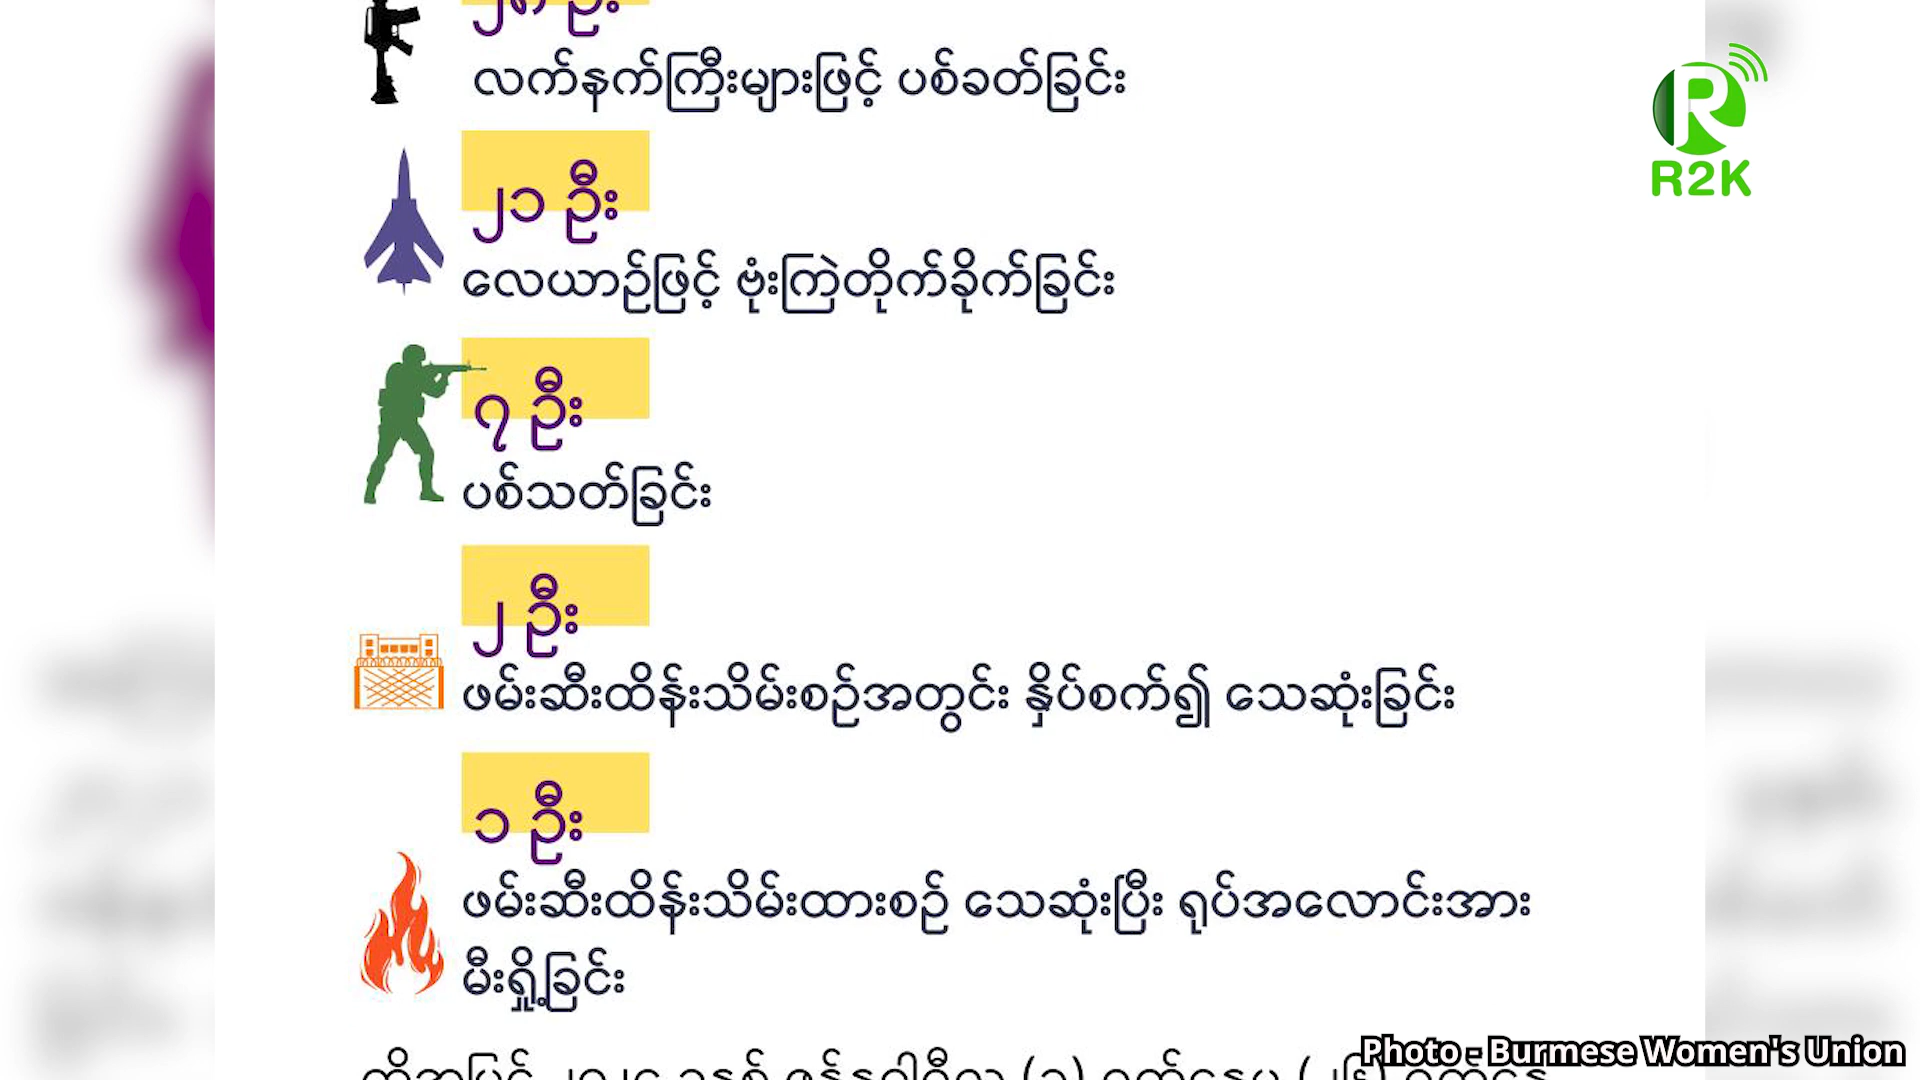 ဦး
လက်နက်ကြီးများဖြင့် ပစ်ခတ်ခြင်း
R2K
၂၁ ဦး
လေယာဉ်ဖြင့် ဗုံးကြဲတိုက်ခိုက်ခြင်း
၇ ဦး
ပစ်သတ်ခြင်း
၂ ဦး
ဖမ်းဆီးထိန်းသိမ်းစဉ်အတွင်း နှိပ်စက်၍ သေဆုံးခြင်း
၁ ဦး
ဖမ်းဆီးထိန်းသိမ်းထားစဉ် သေဆုံးပြီး ရုပ်အလောင်းအား
မီးရှို့ခြင်း
Photo - Burmese Women's Union